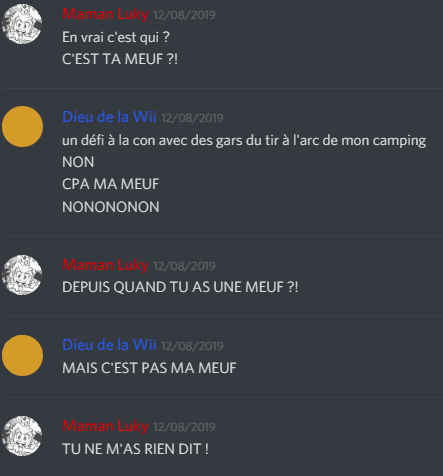 Maman Luky 12/08/2019
En vrai c'est qui ?
C'EST TA MEUF ?!
Dieu de la Wii 12/08/2019
un défi à la con avec des gars du tir à l'arc de mon camping
NON
CPA MA MEUF
NONONONON
Maman Luky 12/08/2019
DEPUIS QUAND TU AS UNE MEUF ?!
Dieu de la Wii 12/08/2019
MAIS C'EST PAS MA MEUF
Maman Luky 12/08/2019
TU NE M'AS RIEN DIT !